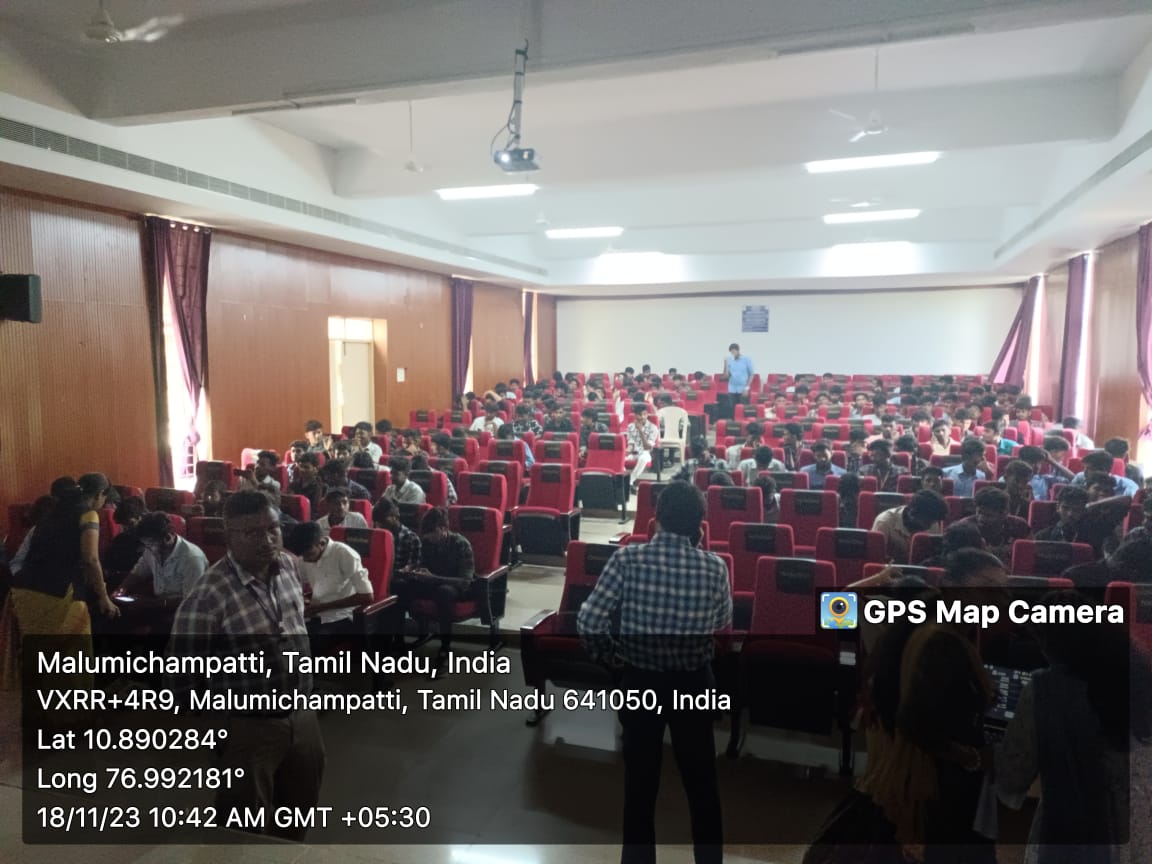 GPS Map Camera
Malumichampatti, Tamil Nadu, India
VXRR+4R9, Malumichampatti, Tamil Nadu 641050, India
Lat 10.890284°
Long 76.992181°
18/11/23 10:42 AM GMT +05:30